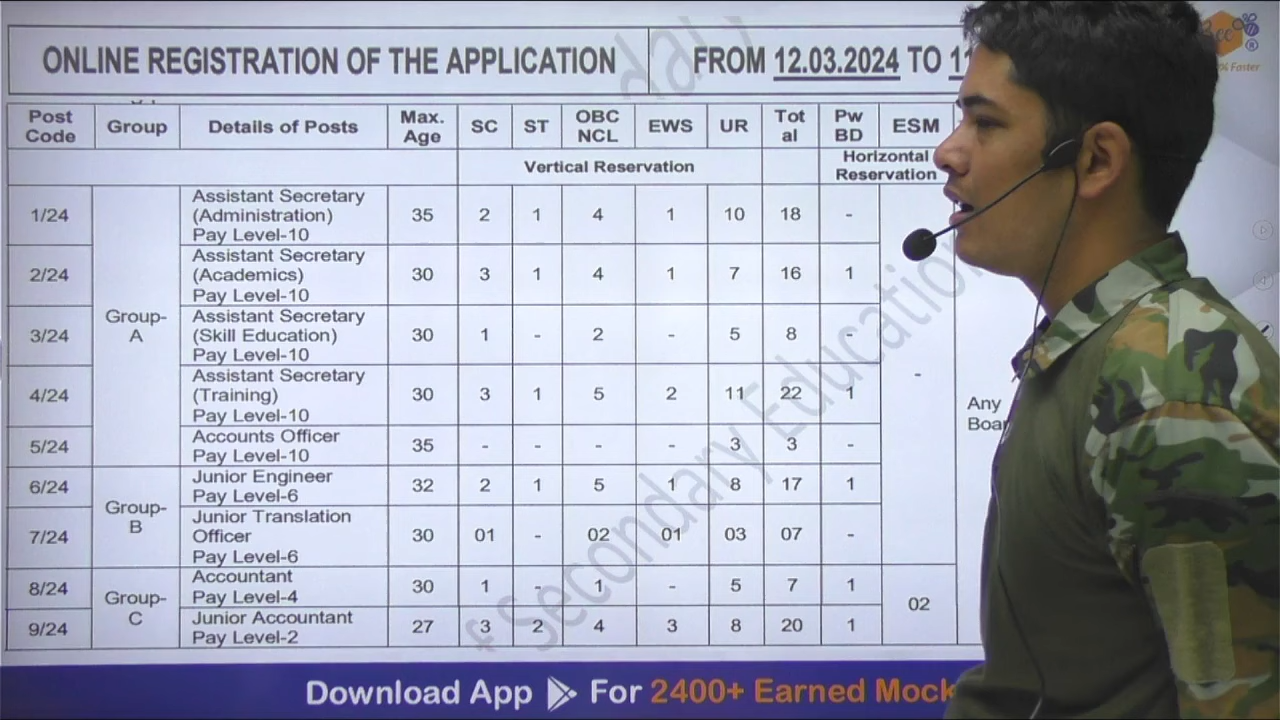 ONLINE REGISTRATION OF THE APPLICATION FROM 12.03.2024 TO 11
Post Code Group Details of Posts Max. Age SC ST OBC NCL EWS UR Tot al Pw BD ESM
Vertical Reservation Horizontal Reservation
1/24 Assistant Secretary (Administration) Pay Level-10 35 2 1 4 1 10 18 -
2/24 Assistant Secretary (Academics) Pay Level-10 30 3 1 4 1 7 16 1
Group-A
3/24 Assistant Secretary (Skill Education) Pay Level-10 30 1 - 2 - 5 8 -
-
4/24 Assistant Secretary (Training) Pay Level-10 30 3 1 5 2 11 22 1
Any
5/24 Accounts Officer Pay Level-10 35 - - - - 3 3 -
6/24 Junior Engineer Pay Level-6 32 2 1 5 1 8 17 1
Group-B
7/24 Junior Translation Officer Pay Level-6 30 01 - 02 01 03 07 -
8/24 Accountant Pay Level-4 30 1 - 1 - 5 7 1
Group-C
02
9/24 Junior Accountant Pay Level-2 27 3 2 4 3 8 20 1
Secondary Education
Download App For 2400+ Earned Mock